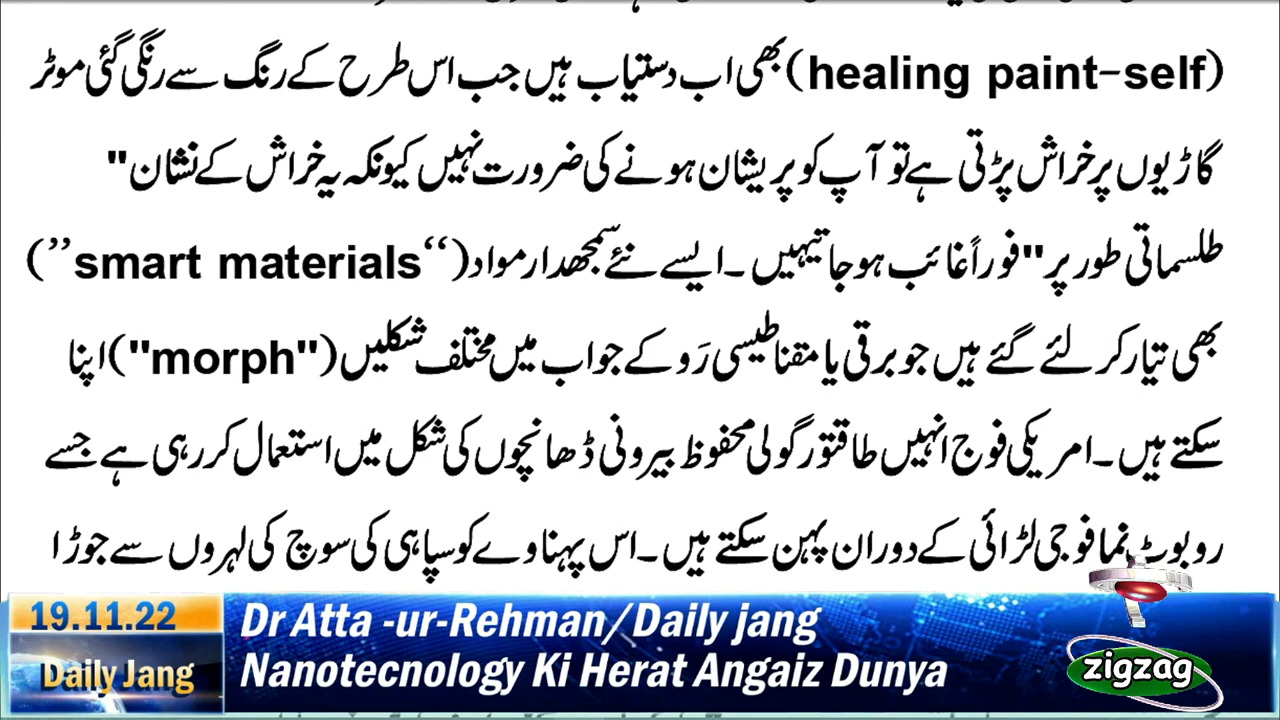 (healing paint-self) بھی اب دستیاب ہیں جب اس طرح کے رنگ سے رنگی گئی موٹر
گاڑیوں پر خراش پڑتی ہے تو آپ کو پریشان ہونے کی ضرورت نہیں کیونکہ یہ خراش کے نشان "
طلسماتی طور پر" فوراً غائب ہو جاتیہیں۔ ایسے نئے سمجھدار مواد (“smart materials”)
بھی تیار کر لئے گئے ہیں جو برقی یا مقناطیسی رَو کے جواب میں مختلف شکلیں ("morph") اپنا
سکتے ہیں۔ امریکی فوج انہیں طاقتور گولی محفوظ بیرونی ڈھانچوں کی شکل میں استعمال کر رہی ہے جسے
روبوٹ نما فوجی لڑائی کے دوران پہن سکتے ہیں۔ اس پہناوے کو سپاہی کی سوچ کی لہروں سے جوڑا
19.11.22
Daily Jang
Dr Atta -ur-Rehman/Daily jang
Nanotecnology Ki Herat Angaiz Dunya
zigzag